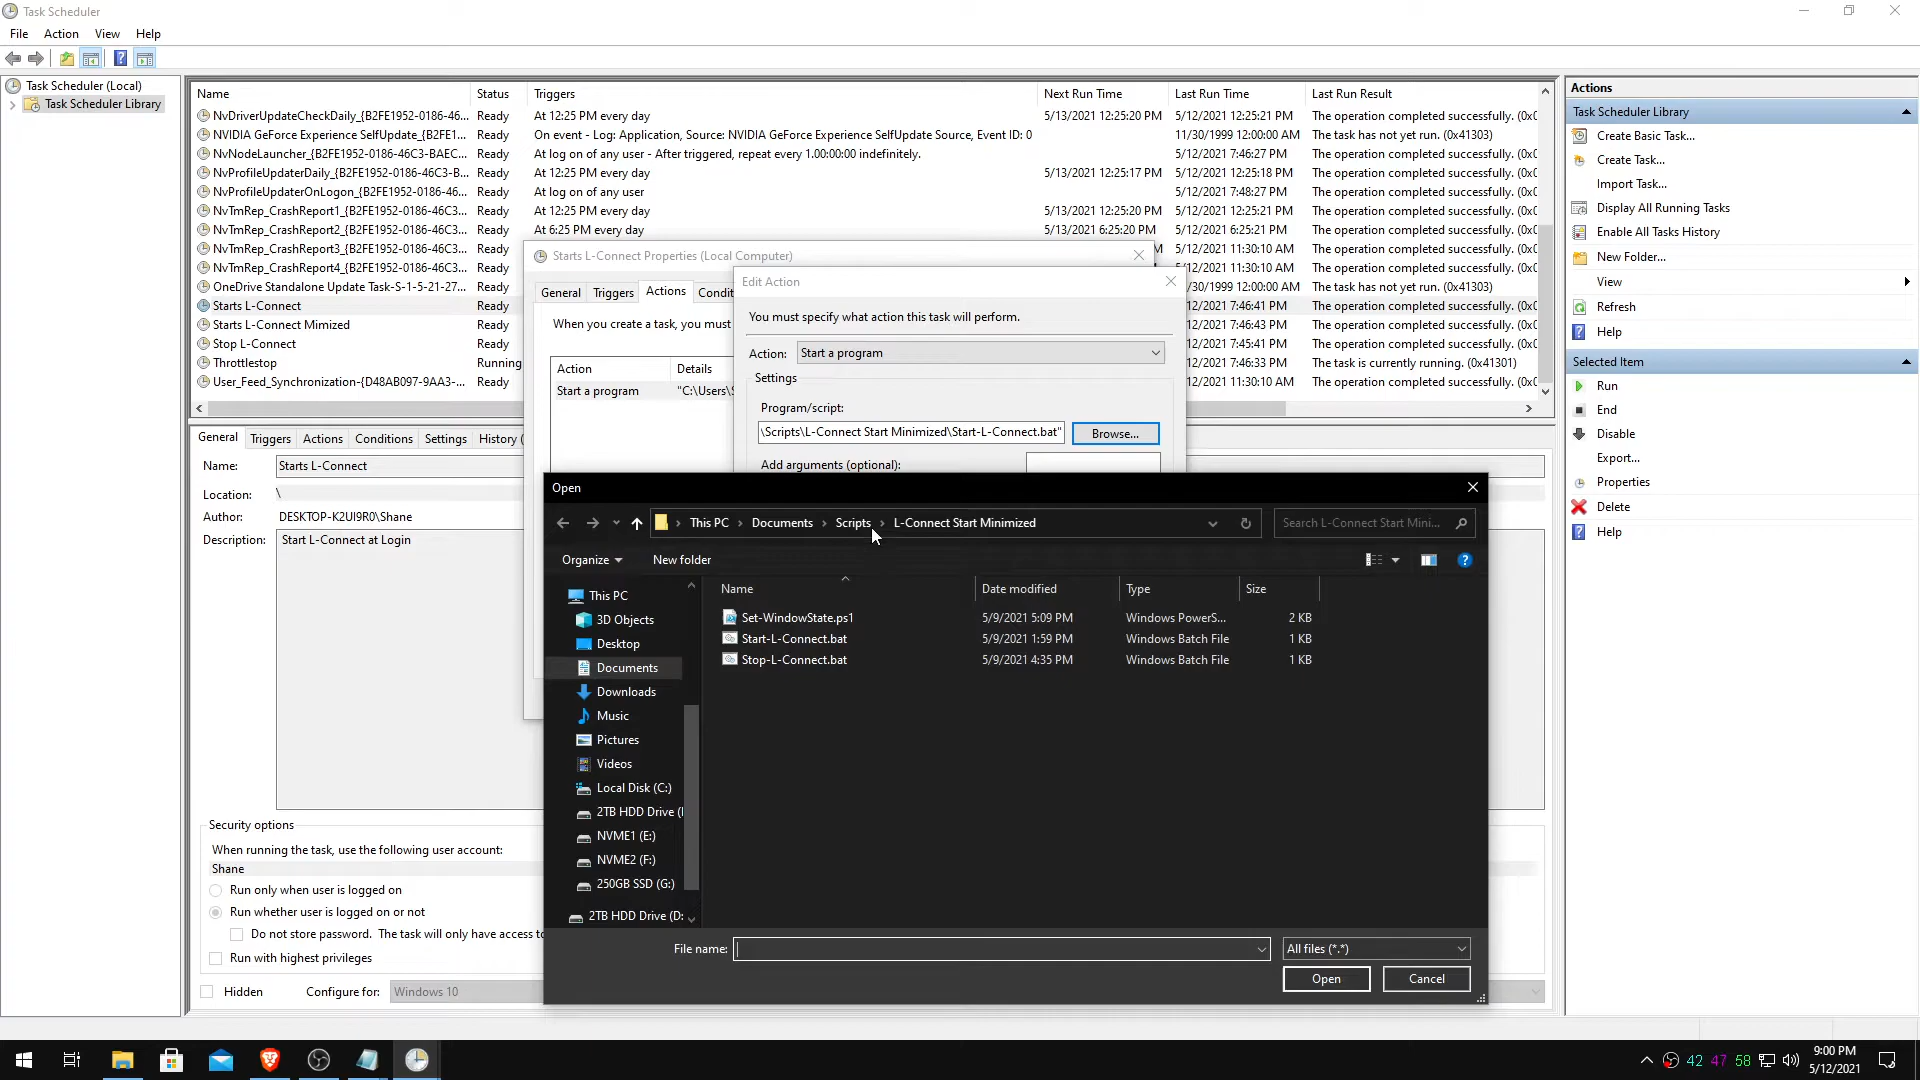 Task Scheduler
File Action View Help
Task Scheduler (Local)
Task Scheduler Library
Name Status Triggers Next Run Time Last Run Time Last Run Result
NvDriverUpdateCheckDaily_{B2FE1952-0186-46... Ready At 12:25 PM every day 5/13/2021 12:25:20 PM 5/12/2021 12:25:21 PM The operation completed successfully. (0x0
NVIDIA GeForce Experience SelfUpdate_{B2FE1... Ready On event - Log: Application, Source: NVIDIA GeForce Experience SelfUpdate Source, Event ID: 0 11/30/1999 12:00:00 AM The task has not yet run. (0x41303)
NvNodeLauncher_{B2FE1952-0186-46C3-BAEC... Ready At log on of any user - After triggered, repeat every 1.00:00:00 indefinitely. 5/12/2021 7:46:27 PM The operation completed successfully. (0x0
NvProfileUpdaterDaily_{B2FE1952-0186-46C3-B... Ready At 12:25 PM every day 5/13/2021 12:25:17 PM 5/12/2021 12:25:18 PM The operation completed successfully. (0x0
NvProfileUpdaterOnLogon_{B2FE1952-0186-46... Ready At log on of any user 5/12/2021 7:48:27 PM The operation completed successfully. (0x0
NvTmRep_CrashReport1_{B2FE1952-0186-46C3... Ready At 12:25 PM every day 5/13/2021 12:25:20 PM 5/12/2021 12:25:21 PM The operation completed successfully. (0x0
NvTmRep_CrashReport2_{B2FE1952-0186-46C3... Ready At 6:25 PM every day 5/13/2021 6:25:20 PM 5/12/2021 6:25:21 PM The operation completed successfully. (0x0
NvTmRep_CrashReport3_{B2FE1952-0186-46C3... Ready /12/2021 11:30:10 AM The operation completed successfully. (0x0
NvTmRep_CrashReport4_{B2FE1952-0186-46C3... Ready /12/2021 11:30:10 AM The operation completed successfully. (0x0
OneDrive Standalone Update Task-S-1-5-21-27... Ready /30/1999 12:00:00 AM The task has not yet run. (0x41303)
Starts L-Connect Ready /12/2021 7:46:41 PM The operation completed successfully. (0x0
Starts L-Connect Mimized Ready /12/2021 7:46:43 PM The operation completed successfully. (0x0
Stop L-Connect Ready /12/2021 7:45:41 PM The operation completed successfully. (0x0
Throttlestop Running /12/2021 7:46:33 PM The task is currently running. (0x41301)
User_Feed_Synchronization-{D48AB097-9AA3-... Ready /12/2021 11:30:10 AM The operation completed successfully. (0x0
General Triggers Actions Conditions Settings History (
Name: Starts L-Connect
Location: \
Author: DESKTOP-K2UI9R0\Shane
Description: Start L-Connect at Login
Security options
When running the task, use the following user account:
Shane
Run only when user is logged on
Run whether user is logged on or not
Do not store password. The task will only have access to
Run with highest privileges
Hidden Configure for: Windows 10
Starts L-Connect Properties (Local Computer)
General Triggers Actions Condit
When you create a task, you must
Action Details
Start a program "C:\Users\S
Edit Action
You must specify what action this task will perform.
Action: Start a program
Settings
Program/script:
\Scripts\L-Connect Start Minimized\Start-L-Connect.bat" Browse...
Add arguments (optional):
Open
This PC Documents Scripts L-Connect Start Minimized Search L-Connect Start Mini...
Organize New folder
This PC
3D Objects
Desktop
Documents
Downloads
Music
Pictures
Videos
Local Disk (C:)
2TB HDD Drive (
NVME1 (E:)
NVME2 (F:)
250GB SSD (G:)
2TB HDD Drive (D:
Name Date modified Type Size
Set-WindowState.ps1 5/9/2021 5:09 PM Windows PowerS... 2 KB
Start-L-Connect.bat 5/9/2021 1:59 PM Windows Batch File 1 KB
Stop-L-Connect.bat 5/9/2021 4:35 PM Windows Batch File 1 KB
File name: All files (*.*)
Open Cancel
Actions
Task Scheduler Library
Create Basic Task...
Create Task...
Import Task...
Display All Running Tasks
Enable All Tasks History
New Folder...
View
Refresh
Help
Selected Item
Run
End
Disable
Export...
Properties
Delete
Help
42 47 58
9:00 PM
5/12/2021